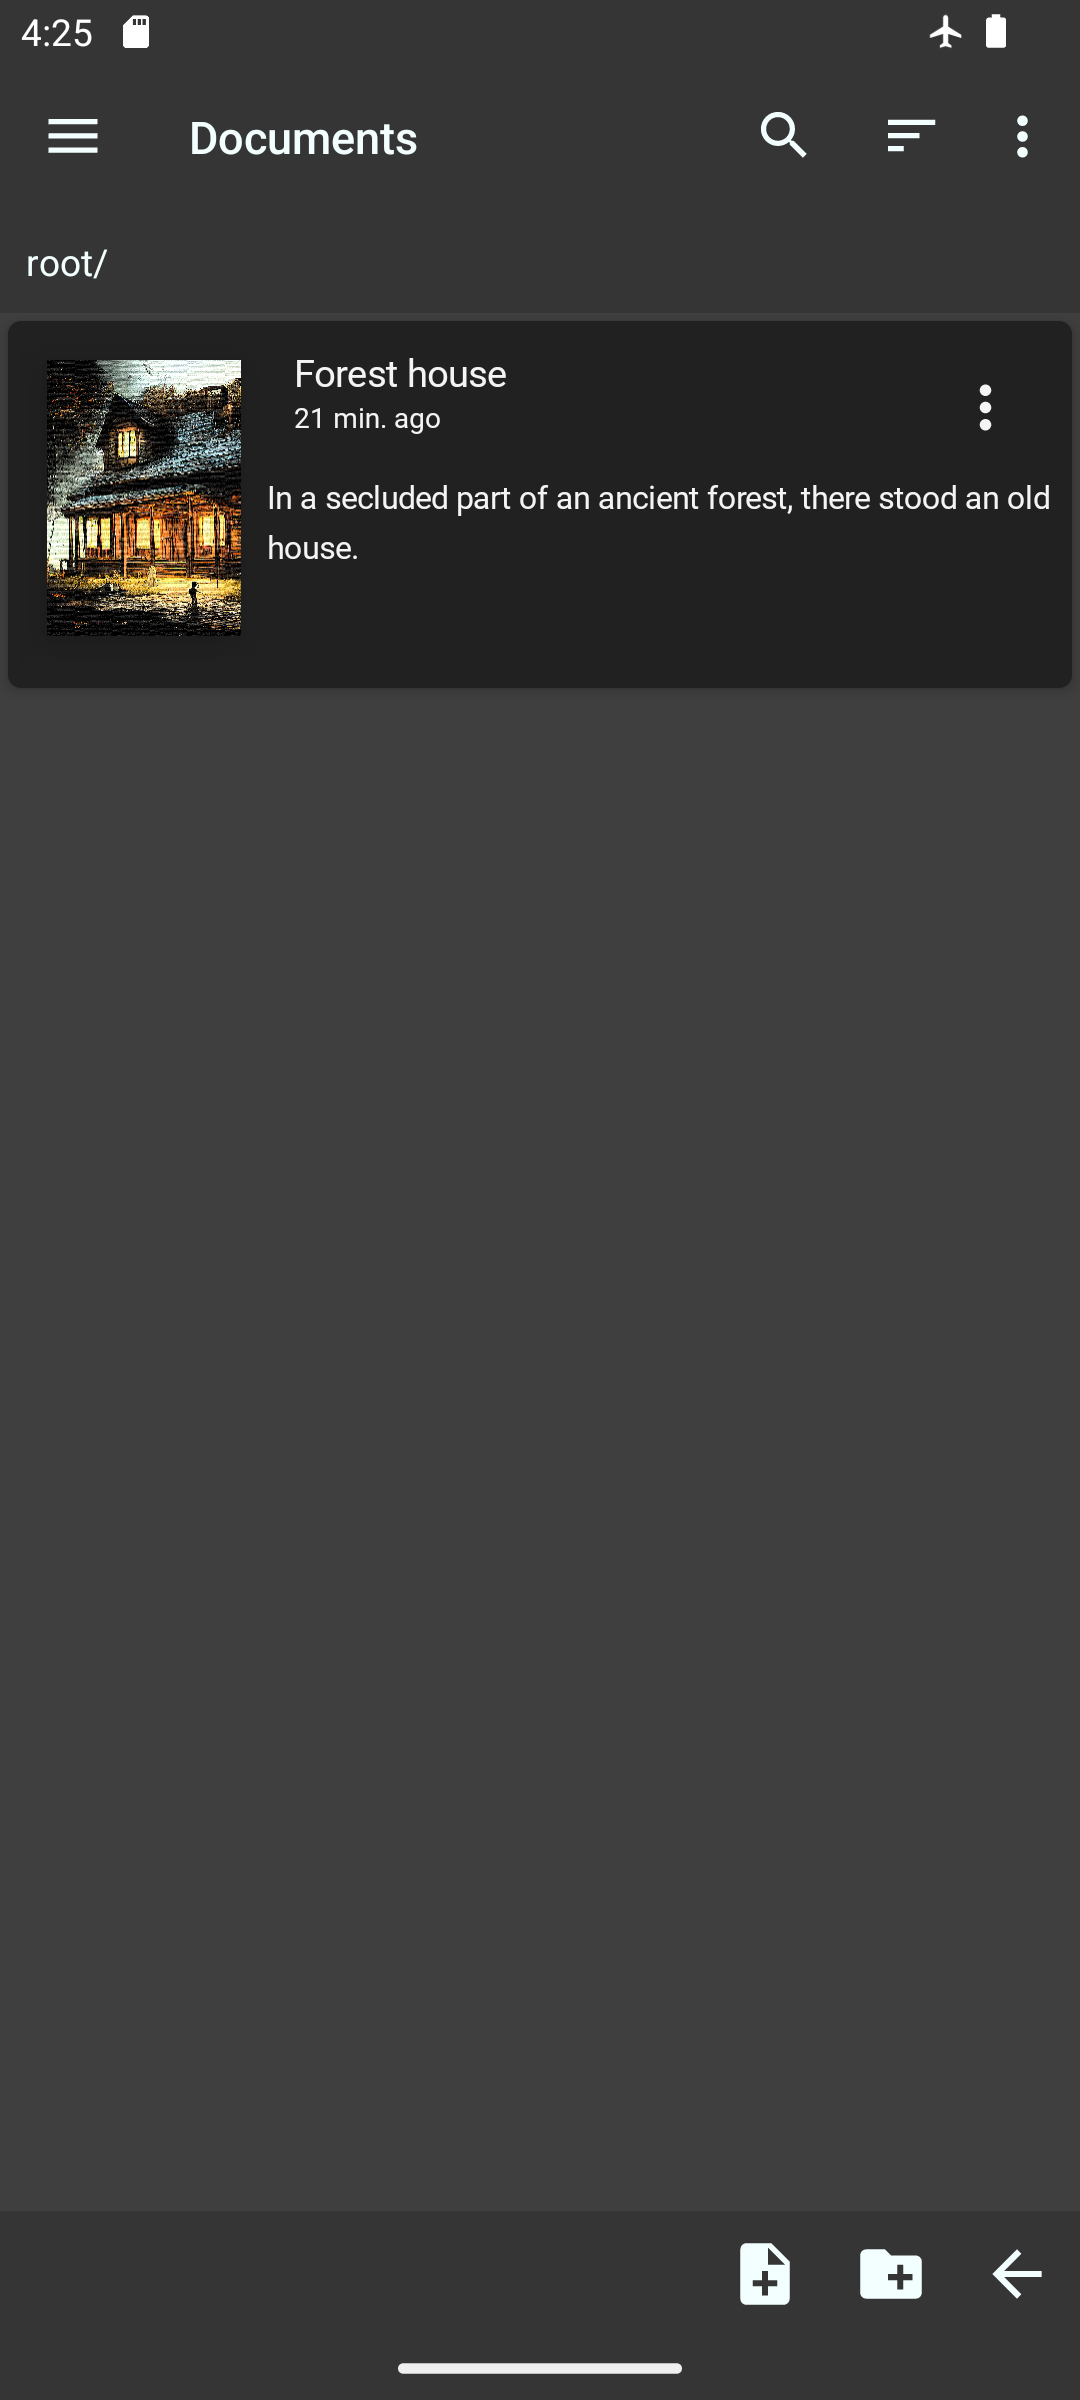 4:25
Documents
root/
Forest house
21 min. ago
In a secluded part of an ancient forest, there stood an old
house.